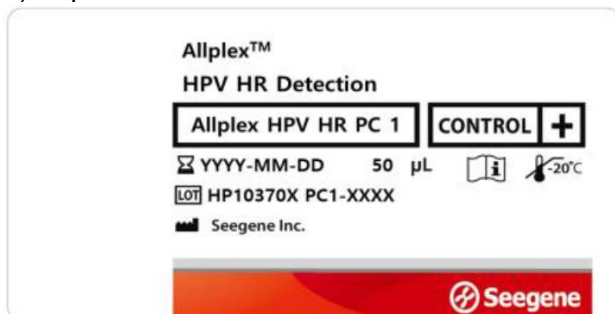 Allplex™
HPV HR Detection
Allplex HPV HR PC 1 CONTROL +
YYYY-MM-DD 50 μL -20°C
LOT HP10370X PC1-XXXX
Seegene Inc.
Seegene